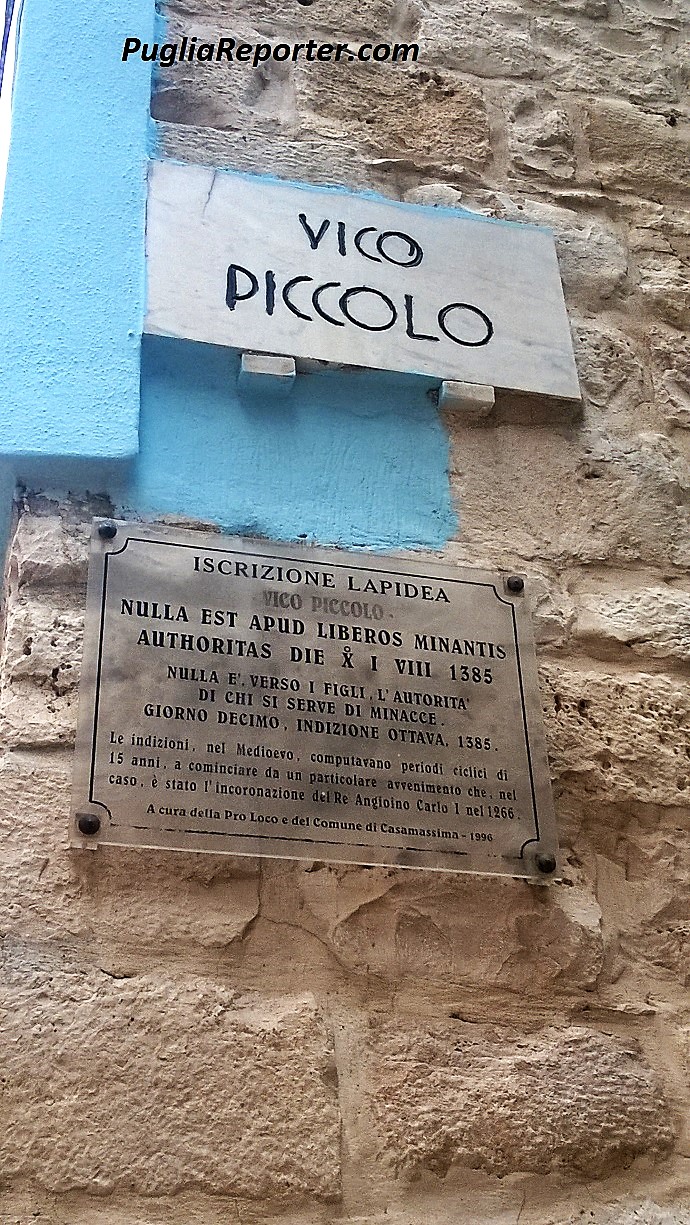 PugliaReporter.com
VICO
PICCOLO
ISCRIZIONE LAPIDEA
VICO PICCOLO
NULLA EST APUD LIBEROS MINANTIS
AUTHORITAS DIE X̊ I VIII 1385
NULLA E', VERSO I FIGLI, L'AUTORITA'
DI CHI SI SERVE DI MINACCE.
GIORNO DECIMO, INDIZIONE OTTAVA, 1385.
Le indizioni, nel Medioevo, computavano periodi ciclici di
15 anni, a cominciare da un particolare avvenimento che, nel
caso, è stato l'incoronazione del Re Angioino Carlo I nel 1266.
A cura della Pro Loco e del Comune di Casamassima - 1996